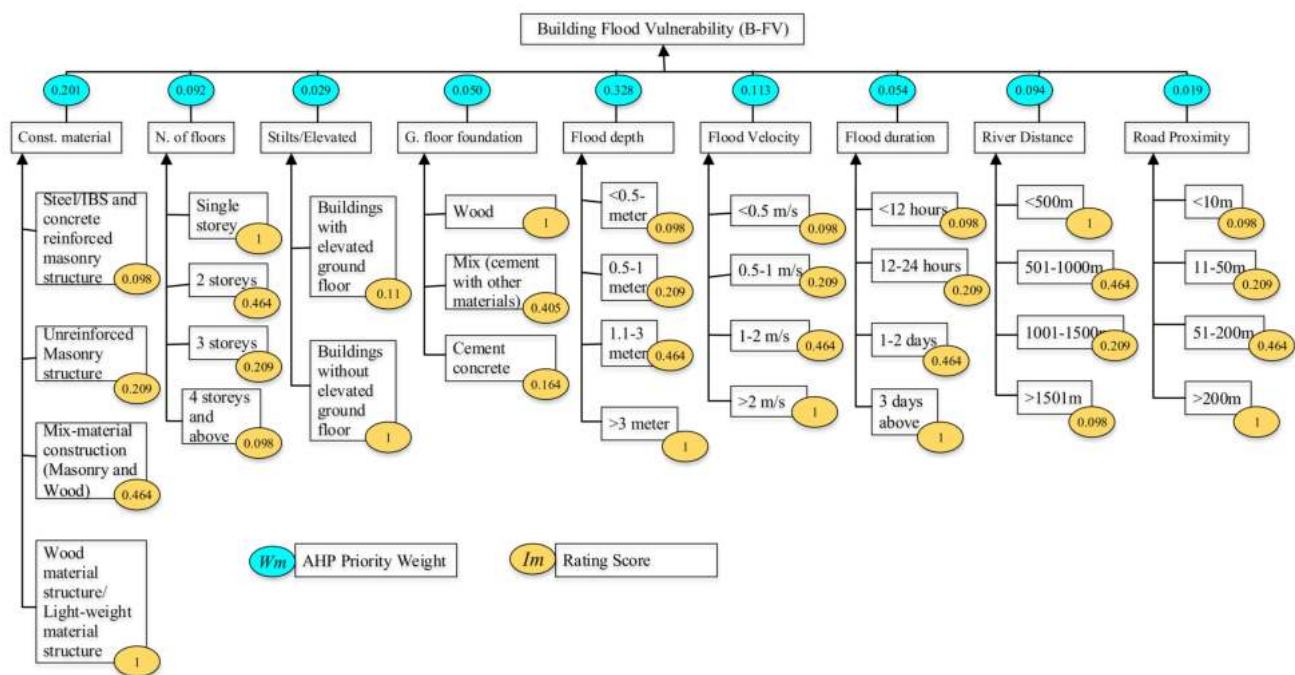 Building Flood Vulnerability (B-FV)
0.201
0.092
0.029
0.050
0.328
0.113
0.054
0.094
0.019
Const. material
N. of floors
Stilts/Elevated
G. floor foundation
Flood depth
Flood Velocity
Flood duration
River Distance
Road Proximity
Steel/IBS and
concrete
reinforced
masonry
structure
0.098
Unreinforced
Masonry
structure
0.209
Mix-material
construction
(Masonry and
Wood)
0.464
Wood
material
structure/
Light-weight
material
structure
1
Single
storey
1
2 storeys
0.464
3 storeys
0.209
4 storeys
and
above
0.098
Buildings
with
elevated
ground
floor
0.11
Buildings
without
elevated
ground
floor
1
Wood
1
Mix (cement
with other
materials)
0.405
Cement
concrete
0.164
<0.5-
meter
0.098
0.5-1
meter
0.209
1.1-3
meter
0.464
>3 meter
1
<0.5 m/s
0.098
0.5-1 m/s
0.209
1-2 m/s
0.464
>2 m/s
1
<12 hours
0.098
12-24 hours
0.209
1-2 days
0.464
3 days
above
1
<500m
1
501-1000m
0.464
1001-1500m
0.209
>1501m
0.098
<10m
0.098
11-50m
0.209
51-200m
0.464
>200m
1
Wm AHP Priority Weight
Im Rating Score